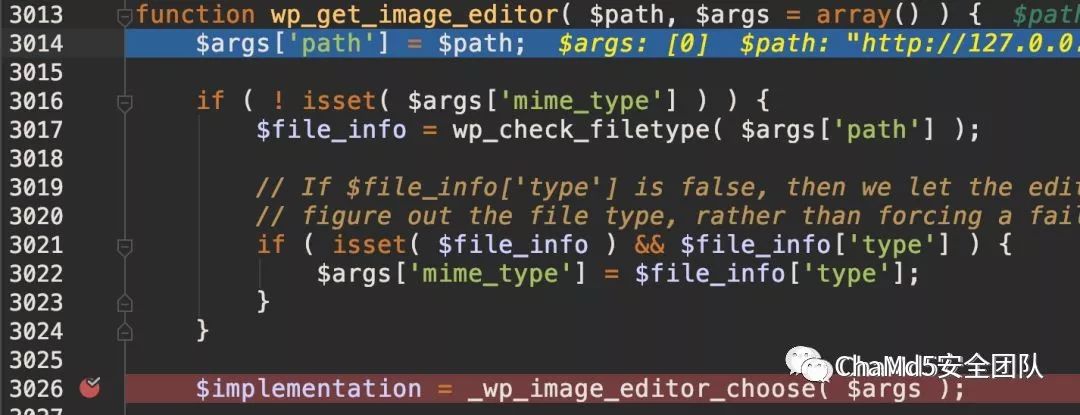 3013 function wp_get_image_editor( $path, $args = array() ) { $path
3014 $args['path'] = $path; $args: [0] $path: "http://127.0.0.
3015
3016 if ( ! isset( $args['mime_type'] ) ) {
3017 $file_info = wp_check_filetype( $args['path'] );
3018
3019 // If $file_info['type'] is false, then we let the edi
3020 // figure out the file type, rather than forcing a fai
3021 if ( isset( $file_info ) && $file_info['type'] ) {
3022 $args['mime_type'] = $file_info['type'];
3023 }
3024 }
3025
3026 $implementation = _wp_image_editor_choose( $args );
ChaMd5安全团队
3027